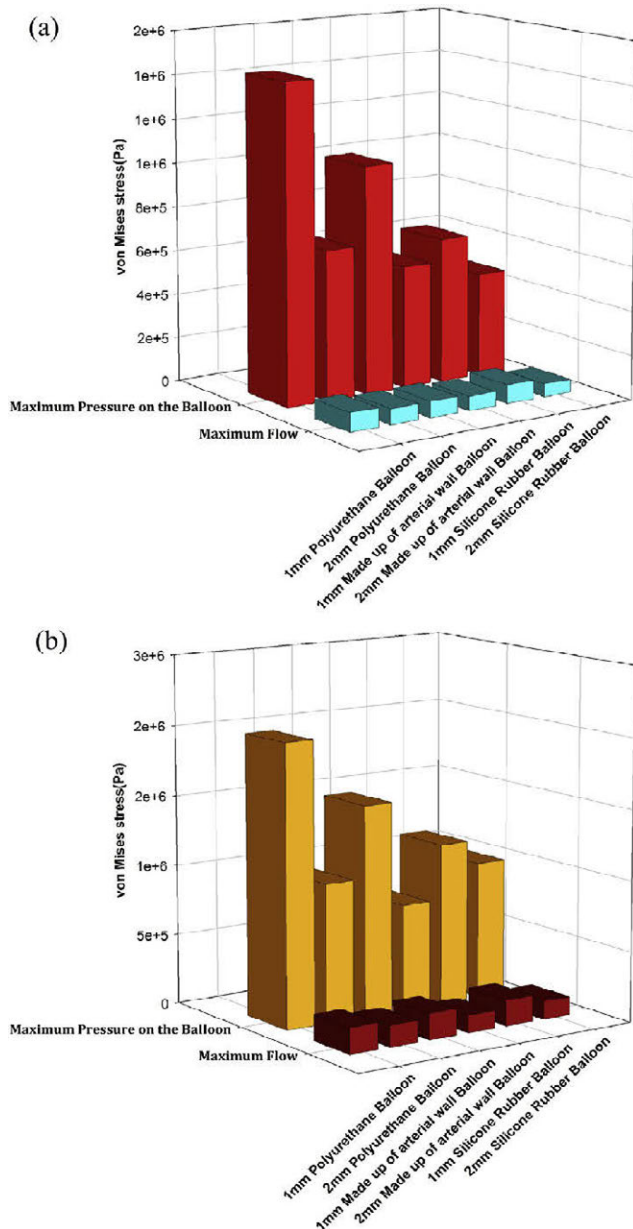 (a)
2e+6
1e+6
1e+6
1e+6
8e+5
6e+5
4e+5
2e+5
0
von Mises stress(Pa)
Maximum Pressure on the Balloon
Maximum Flow
1mm Polyurethane Balloon
2mm Polyurethane Balloon
1mm Made up of arterial wall Balloon
2mm Made up of arterial wall Balloon
1mm Silicone Rubber Balloon
2mm Silicone Rubber Balloon
(b)
3e+6
2e+6
2e+6
1e+6
5e+5
0
von Mises stress(Pa)
Maximum Pressure on the Balloon
Maximum Flow
1mm Polyurethane Balloon
2mm Polyurethane Balloon
1mm Made up of arterial wall Balloon
2mm Made up of arterial wall Balloon
1mm Silicone Rubber Balloon
2mm Silicone Rubber Balloon